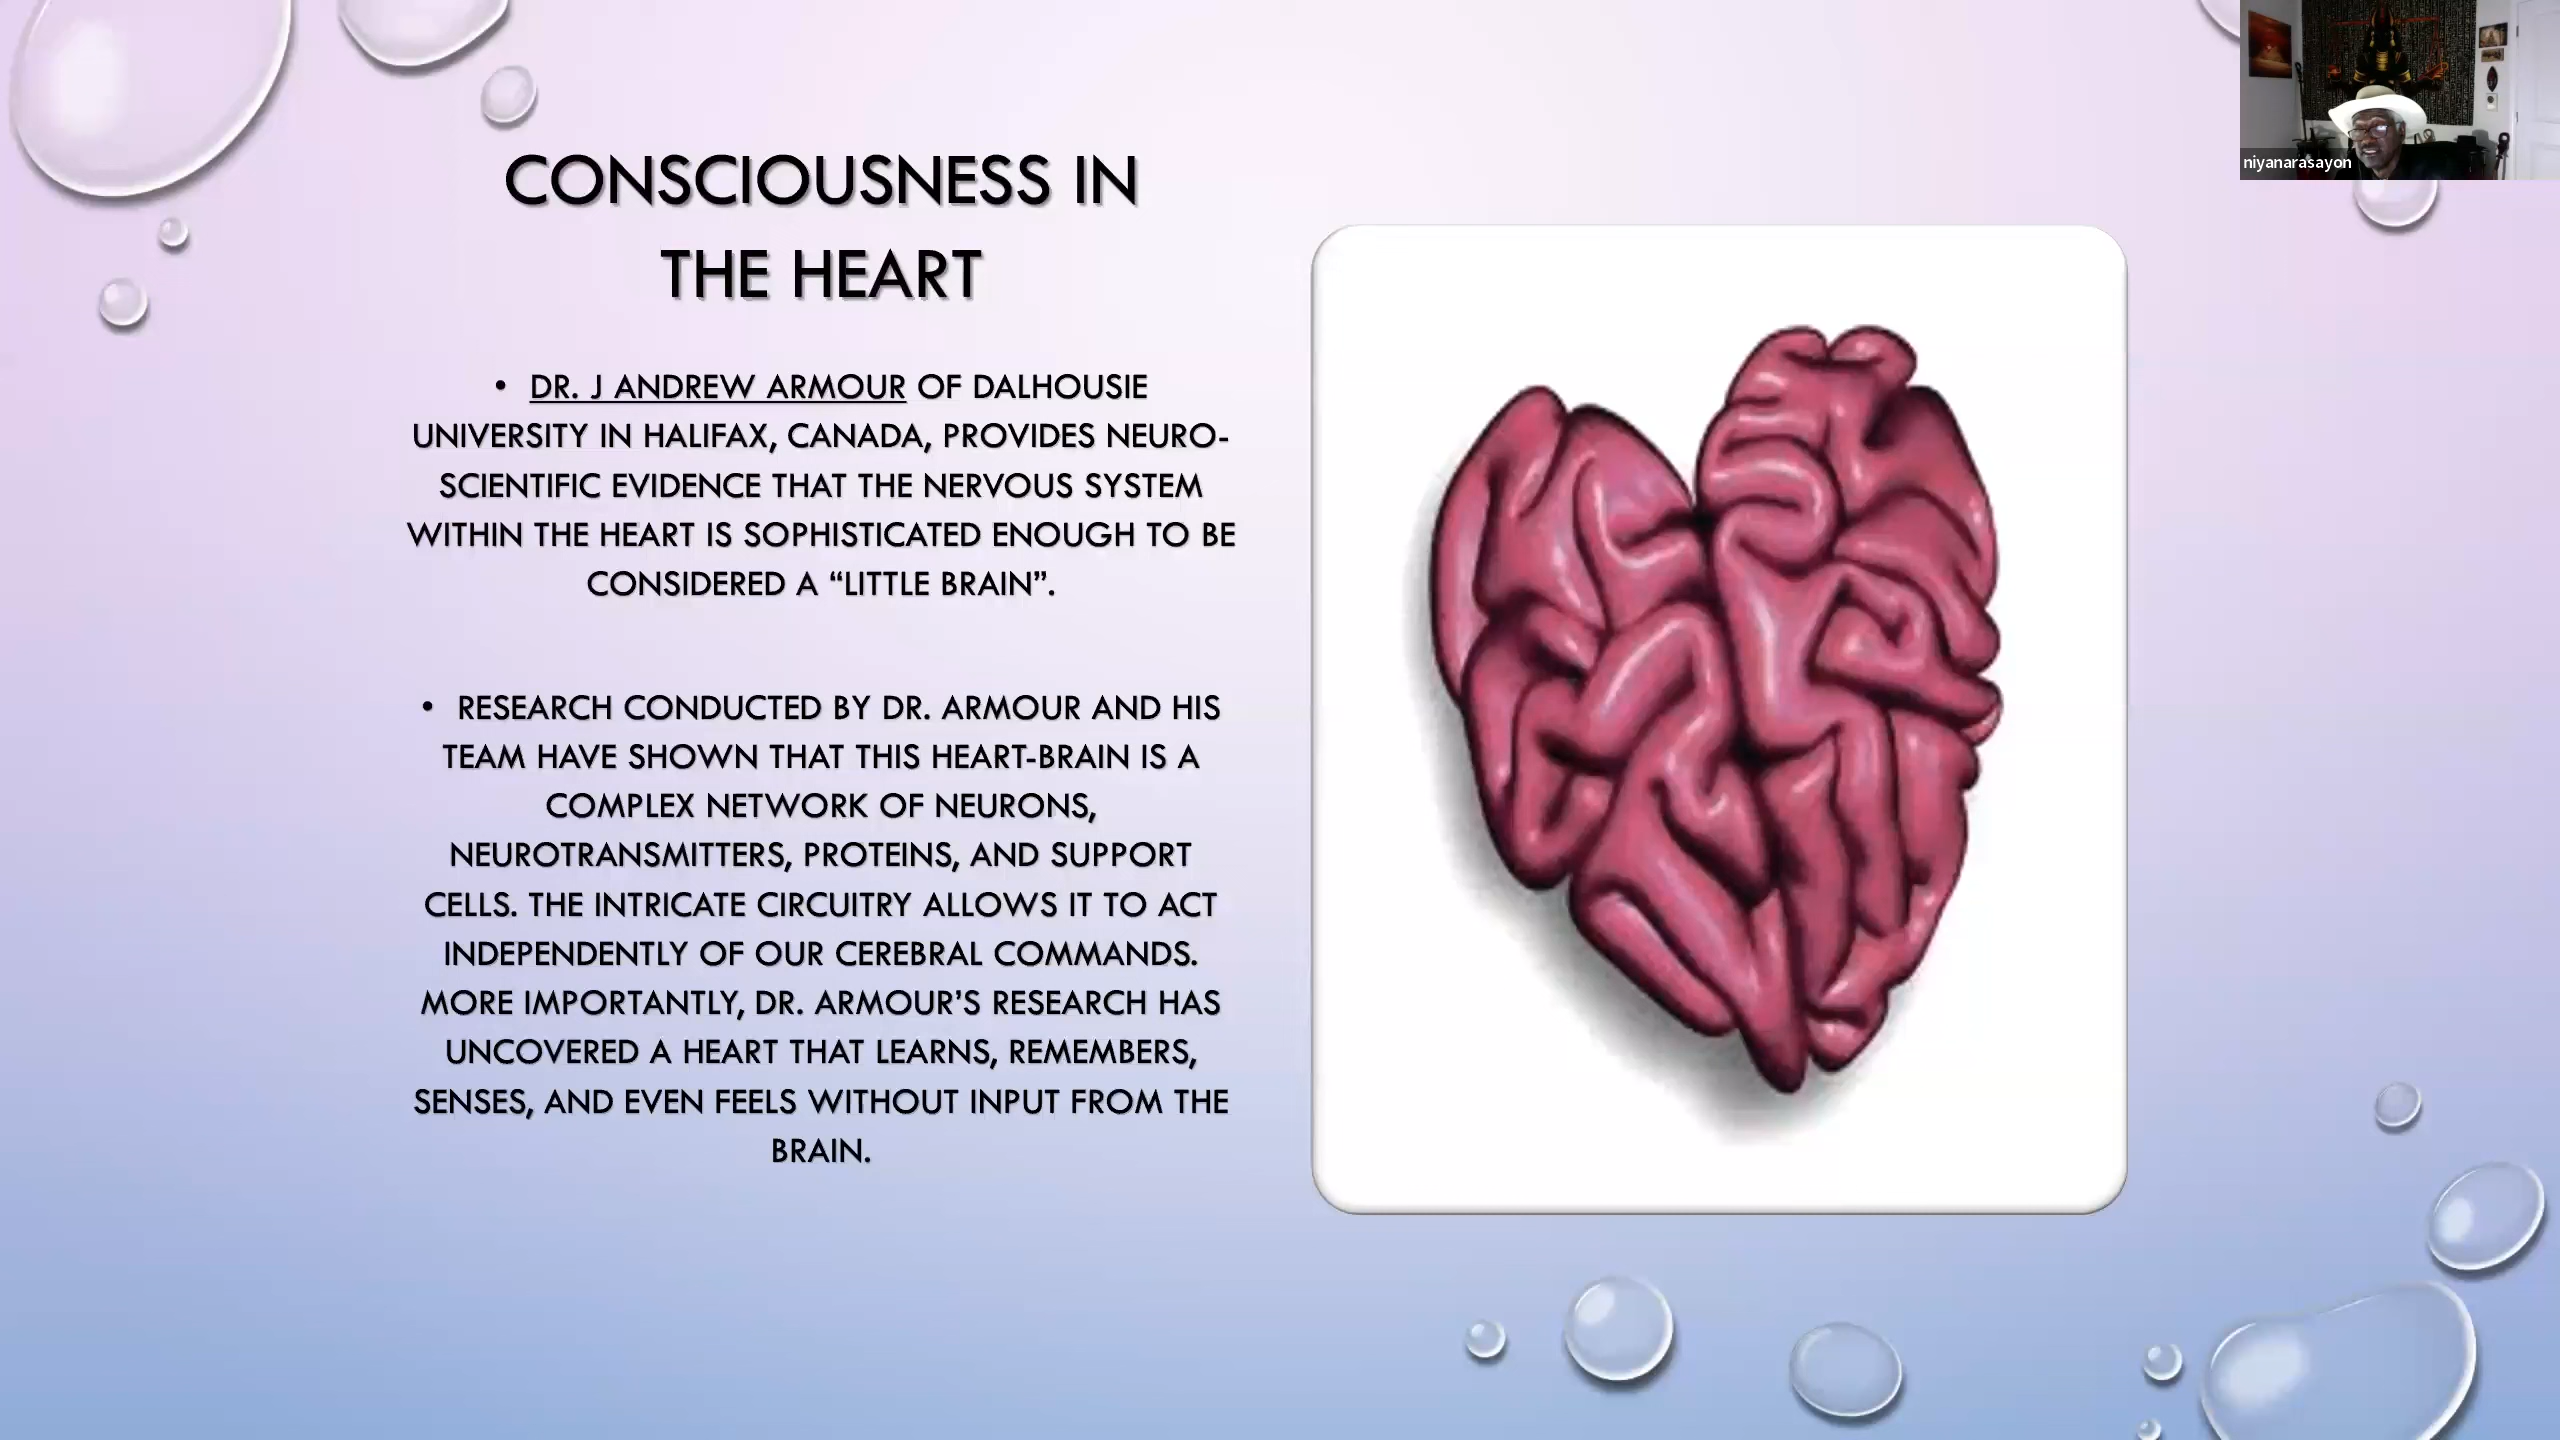 CONSCIOUSNESS IN
THE HEART
• DR. J ANDREW ARMOUR OF DALHOUSIE
UNIVERSITY IN HALIFAX, CANADA, PROVIDES NEURO-
SCIENTIFIC EVIDENCE THAT THE NERVOUS SYSTEM
WITHIN THE HEART IS SOPHISTICATED ENOUGH TO BE
CONSIDERED A “LITTLE BRAIN”.
• RESEARCH CONDUCTED BY DR. ARMOUR AND HIS
TEAM HAVE SHOWN THAT THIS HEART-BRAIN IS A
COMPLEX NETWORK OF NEURONS,
NEUROTRANSMITTERS, PROTEINS, AND SUPPORT
CELLS. THE INTRICATE CIRCUITRY ALLOWS IT TO ACT
INDEPENDENTLY OF OUR CEREBRAL COMMANDS.
MORE IMPORTANTLY, DR. ARMOUR’S RESEARCH HAS
UNCOVERED A HEART THAT LEARNS, REMEMBERS,
SENSES, AND EVEN FEELS WITHOUT INPUT FROM THE
BRAIN.
niyanarasayon